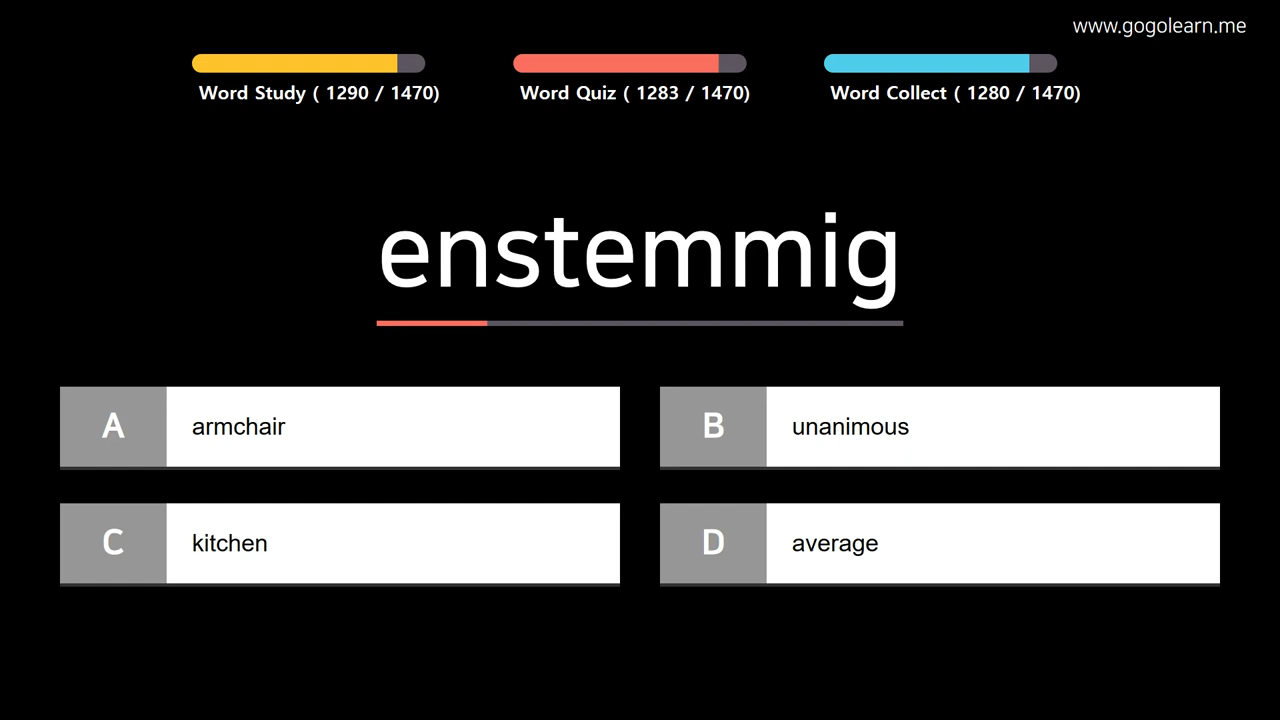 www.gogolearn.me
Word Study ( 1290 / 1470)
Word Quiz ( 1283 / 1470)
Word Collect ( 1280 / 1470)
enstemmig
A armchair
B unanimous
C kitchen
D average